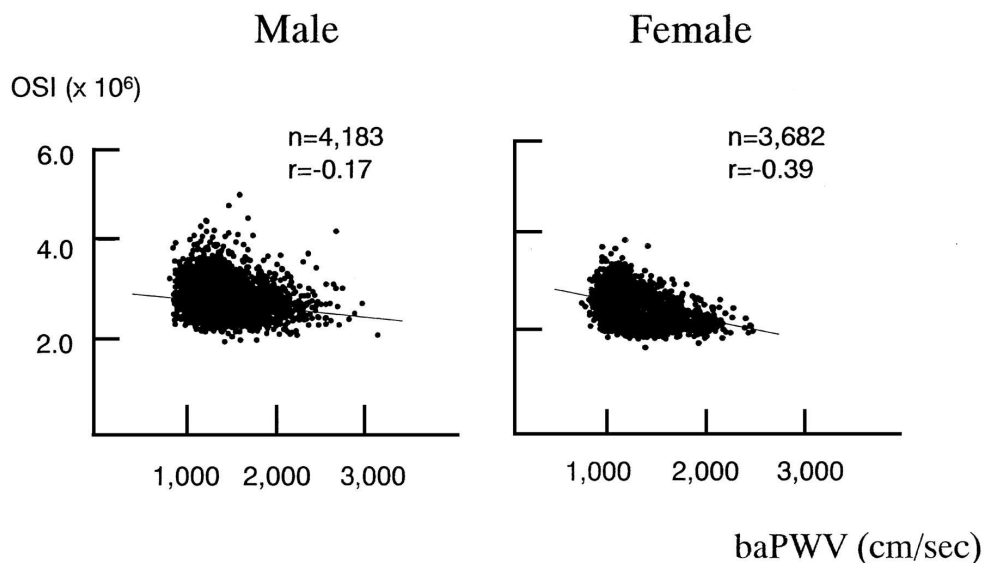 Male Female
OSI (x 10⁶)
n=4,183
r=-0.17
6.0
4.0
2.0
1,000 2,000 3,000
n=3,682
r=-0.39
1,000 2,000 3,000
baPWV (cm/sec)